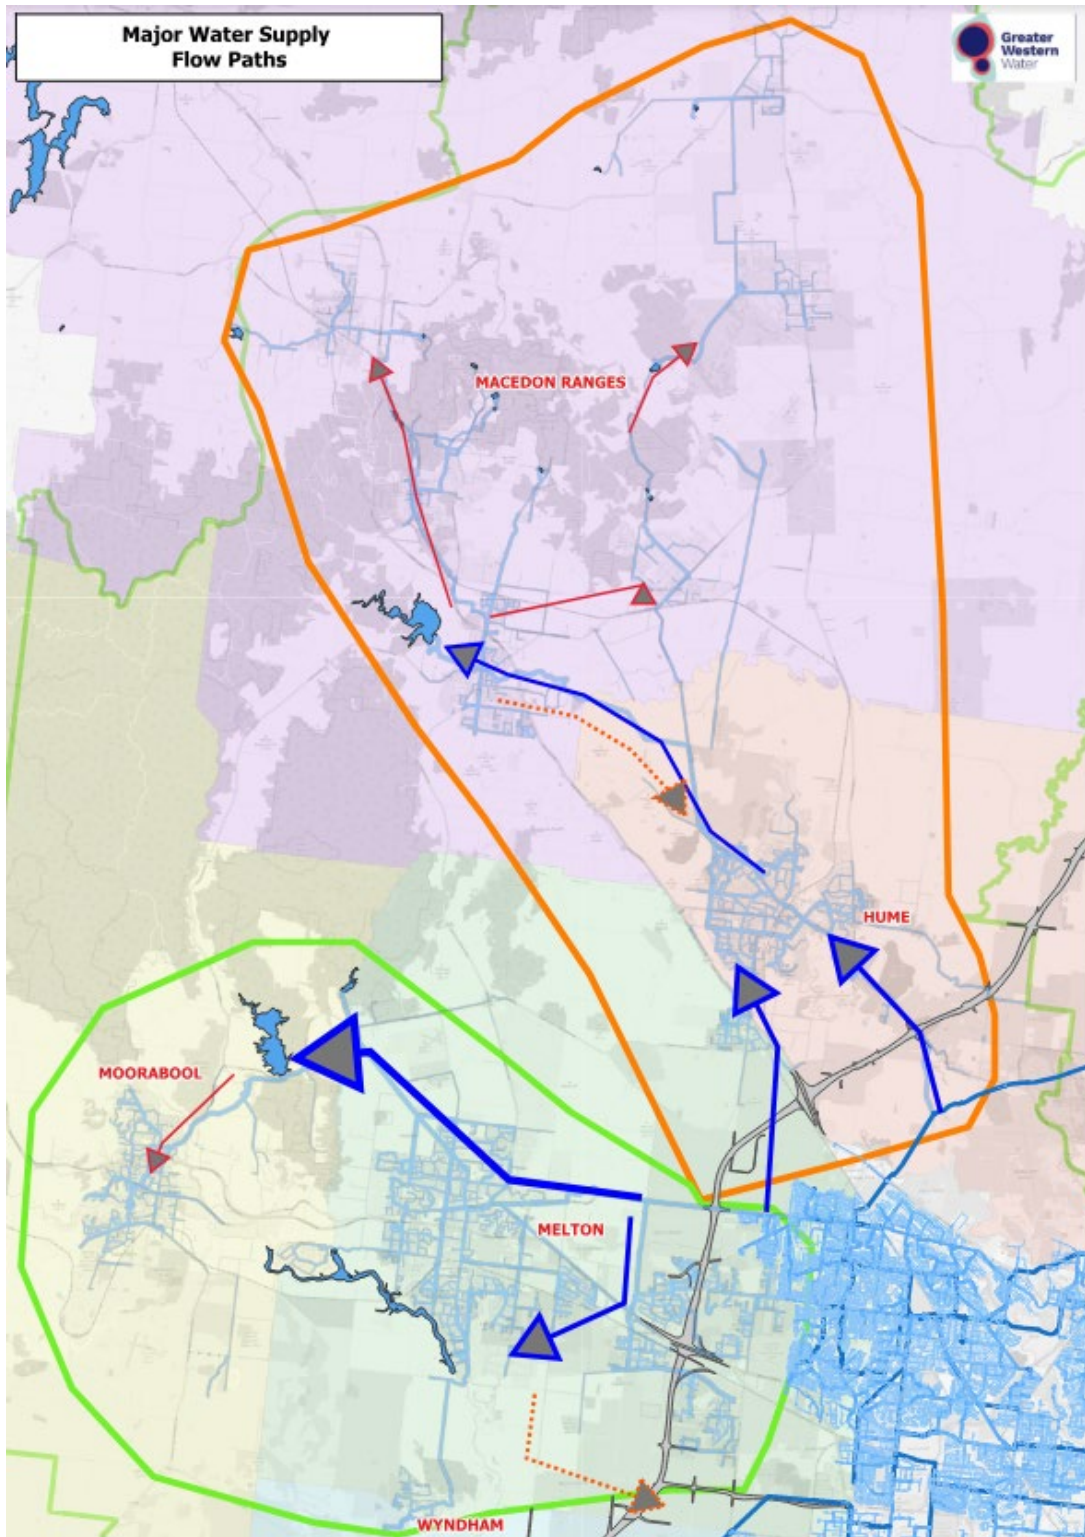 Major Water Supply
Flow Paths
Greater
Western
Water
MACEDON RANGES
HUME
MOORABOOL
MELTON
WYNDHAM